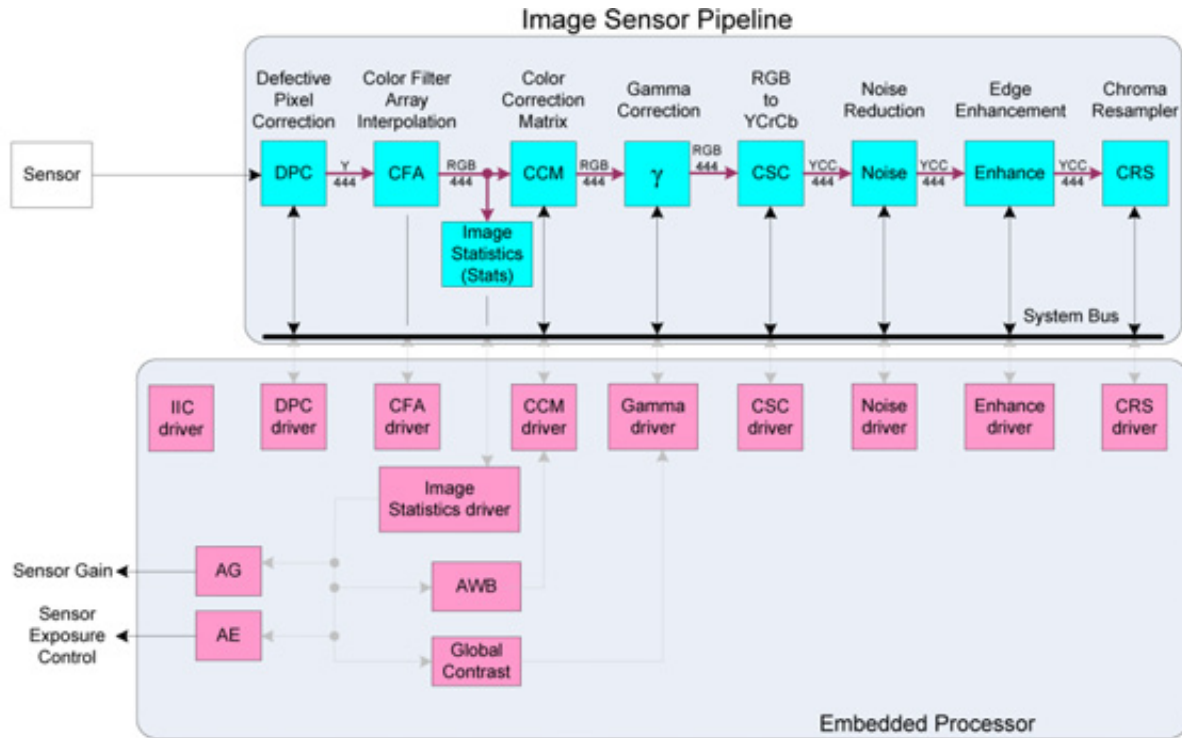 Image Sensor Pipeline
Defective
Pixel
Correction
Color Filter
Array
Interpolation
Color
Correction
Matrix
Gamma
Correction
RGB
to
YCrCb
Noise
Reduction
Edge
Enhancement
Chroma
Resampler
Sensor
DPC
Y
444
CFA
RGB
444
CCM
RGB
444
γ
RGB
444
CSC
YCC
444
Noise
YCC
444
Enhance
YCC
444
CRS
Image
Statistics
(Stats)
System Bus
IIC
driver
DPC
driver
CFA
driver
CCM
driver
Gamma
driver
CSC
driver
Noise
driver
Enhance
driver
CRS
driver
Image
Statistics driver
Sensor Gain
AG
AWB
Sensor
Exposure
Control
AE
Global
Contrast
Embedded Processor